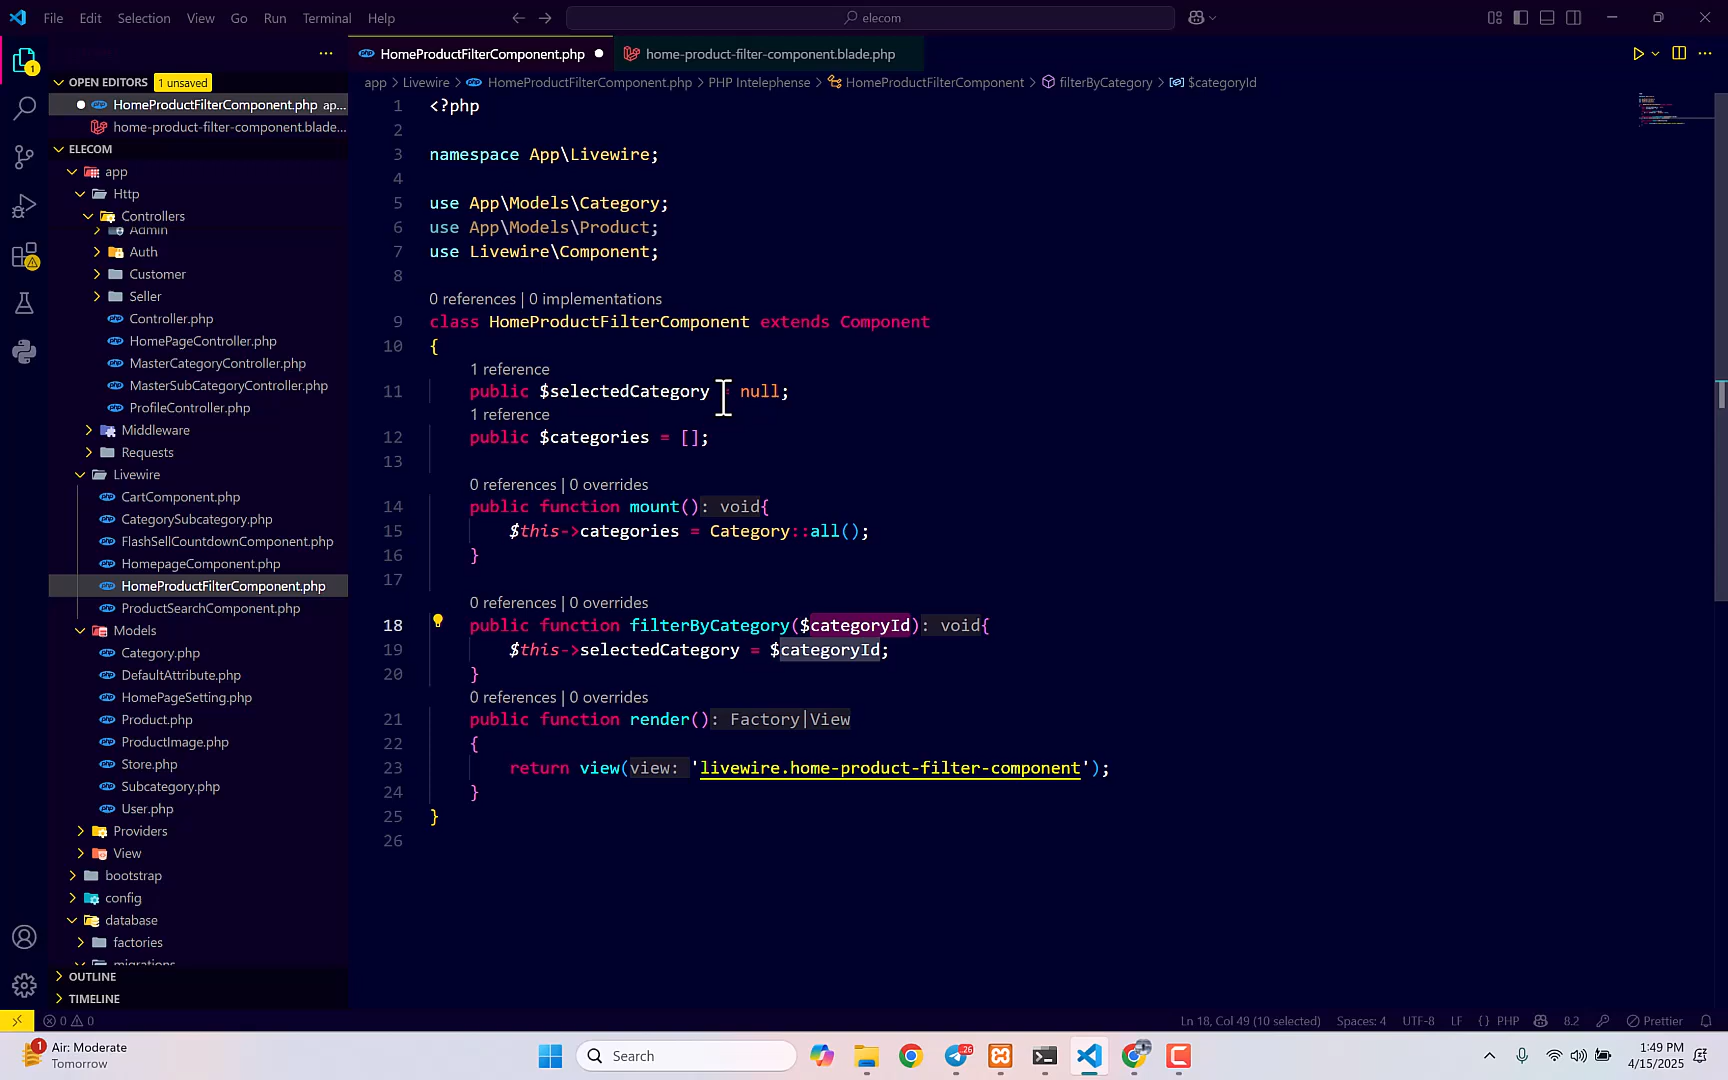 File Edit Selection View Go Run Terminal Help
elecom
HomeProductFilterComponent.php
home-product-filter-component.blade.php
OPEN EDITORS 1 unsaved
HomeProductFilterComponent.php ap...
home-product-filter-component.blade...
ELECOM
app
Http
Controllers
Admin
Auth
Customer
Seller
Controller.php
HomePageController.php
MasterCategoryController.php
MasterSubCategoryController.php
ProfileController.php
Middleware
Requests
Livewire
CartComponent.php
CategorySubcategory.php
FlashSellCountdownComponent.php
HomepageComponent.php
HomeProductFilterComponent.php
ProductSearchComponent.php
Models
Category.php
DefaultAttribute.php
HomePageSetting.php
Product.php
ProductImage.php
Store.php
Subcategory.php
User.php
Providers
View
bootstrap
config
database
factories
migrations
OUTLINE
TIMELINE
app > Livewire > HomeProductFilterComponent.php > PHP Intelephense > HomeProductFilterComponent > filterByCategory > $categoryId
1 <?php
2
3 namespace App\Livewire;
4
5 use App\Models\Category;
6 use App\Models\Product;
7 use Livewire\Component;
8
0 references | 0 implementations
9 class HomeProductFilterComponent extends Component
10 {
1 reference
11 public $selectedCategory = null;
1 reference
12 public $categories = [];
13
0 references | 0 overrides
14 public function mount(): void{
15 $this->categories = Category::all();
16 }
17
0 references | 0 overrides
18 public function filterByCategory($categoryId): void{
19 $this->selectedCategory = $categoryId;
20 }
0 references | 0 overrides
21 public function render(): Factory|View
22 {
23 return view(view: 'livewire.home-product-filter-component');
24 }
25 }
26
0 0
Ln 18, Col 49 (10 selected) Spaces: 4 UTF-8 LF {} PHP 8.2 Prettier
1
Air: Moderate
Tomorrow
Search
26
1:49 PM
4/15/2025